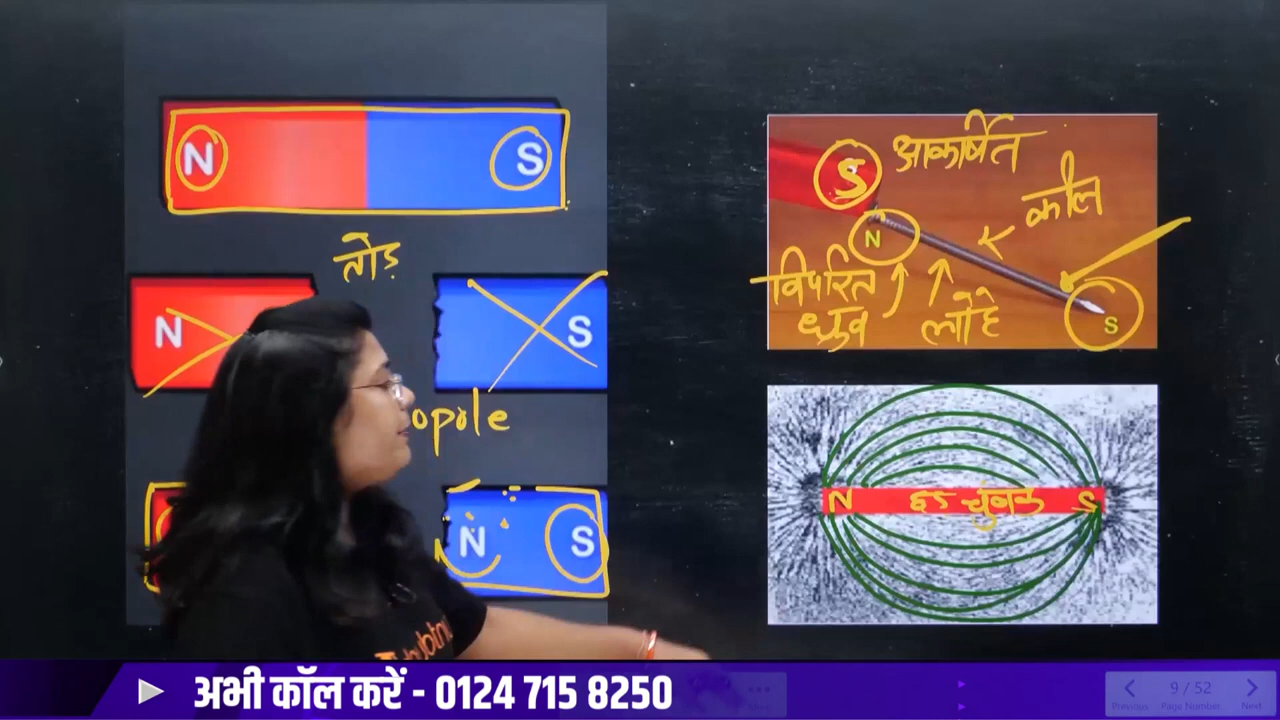 N S
तोड़
N S
opole
N S
S आकर्षित
कील
N
विपरित
ध्रुव
लोहे
S
N छड़ चुंबक S
अभी कॉल करें - 0124 715 8250
9 / 52
Previous Page Number Next